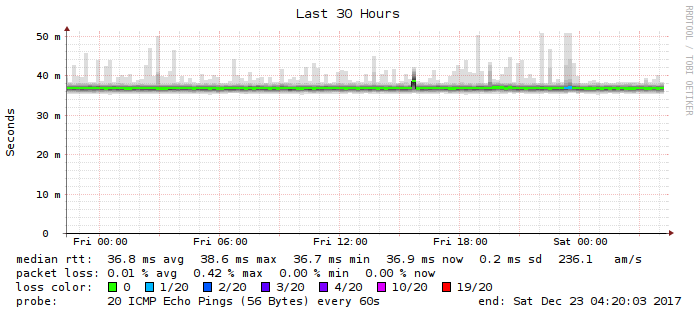 Last 30 Hours
RRDTOOL / TOBI OETIKER
Seconds
50 m
40 m
30 m
20 m
10 m
0
Fri 00:00 Fri 06:00 Fri 12:00 Fri 18:00 Sat 00:00
median rtt: 36.8 ms avg 38.6 ms max 36.7 ms min 36.9 ms now 0.2 ms sd 236.1 am/s
packet loss: 0.01 % avg 0.42 % max 0.00 % min 0.00 % now
loss color: 0 1/20 2/20 3/20 4/20 10/20 19/20
probe: 20 ICMP Echo Pings (56 Bytes) every 60s end: Sat Dec 23 04:20:03 2017